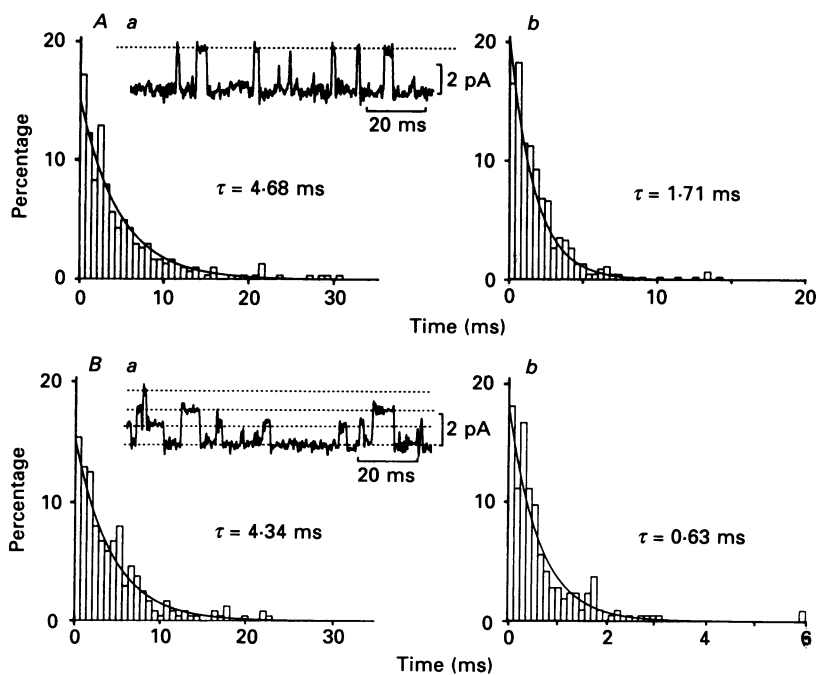 A a
20
10
0
Percentage
2 pA
20 ms
τ = 4·68 ms
0 10 20 30
b
20
10
0
τ = 1·71 ms
0 10 20
Time (ms)
B a
20
10
0
Percentage
2 pA
20 ms
τ = 4·34 ms
0 10 20 30
b
20
10
0
τ = 0·63 ms
0 2 4 6
Time (ms)